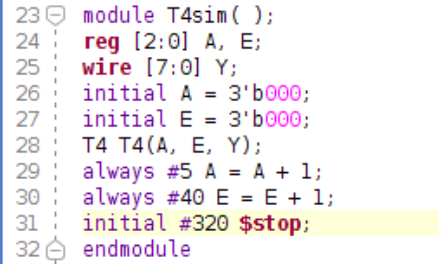 23 module T4sim( );
24 reg [2:0] A, E;
25 wire [7:0] Y;
26 initial A = 3'b000;
27 initial E = 3'b000;
28 T4 T4(A, E, Y);
29 always #5 A = A + 1;
30 always #40 E = E + 1;
31 initial #320 $stop;
32 endmodule